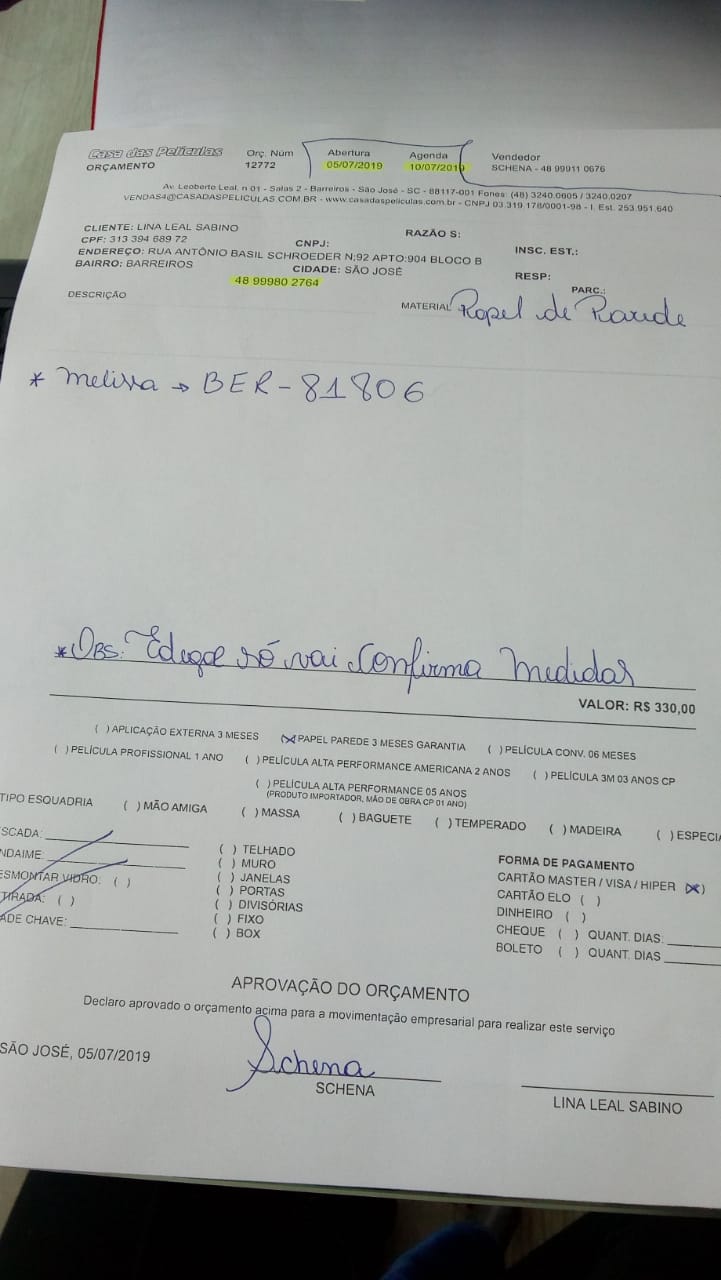 Casa das Películas Orç. Núm Abertura Agenda Vendedor
ORÇAMENTO 12772 05/07/2019 10/07/2019 SCHENA - 48 99911 0676
Av. Leoberto Leal, n 01 - Salas 2 - Barreiros - São José - SC - 88117-001 Fones: (48) 3240.0605 / 3240.0207
VENDAS4@CASADASPELICULAS.COM.BR - www.casadaspeliculas.com.br - CNPJ 03.319.178/0001-98 - I. Est. 253.951.640
CLIENTE: LINA LEAL SABINO RAZÃO S:
CPF: 313 394 689 72 CNPJ: INSC. EST.:
ENDEREÇO: RUA ANTÔNIO BASIL SCHROEDER N;92 APTO:904 BLOCO B
BAIRRO: BARREIROS CIDADE: SÃO JOSÉ RESP:
48 99980 2764 PARC.:
DESCRIÇÃO MATERIAL Papel de Parede
* Melissa → BER-81806
*OBS: só vai Confirma Medidas
VALOR: R$ 330,00
( ) APLICAÇÃO EXTERNA 3 MESES (X) PAPEL PAREDE 3 MESES GARANTIA ( ) PELÍCULA CONV. 06 MESES
( ) PELÍCULA PROFISSIONAL 1 ANO ( ) PELÍCULA ALTA PERFORMANCE AMERICANA 2 ANOS ( ) PELÍCULA 3M 03 ANOS CP
( ) PELÍCULA ALTA PERFORMANCE 05 ANOS
(PRODUTO IMPORTADOR, MÃO DE OBRA CP 01 ANO)
TIPO ESQUADRIA ( ) MÃO AMIGA ( ) MASSA ( ) BAGUETE ( ) TEMPERADO ( ) MADEIRA ( ) ESPECIA
SCADA:
NDAIME:
ESMONTAR VIDRO: ( )
TIRADA: ( )
ADE CHAVE:
( ) TELHADO
( ) MURO
( ) JANELAS
( ) PORTAS
( ) DIVISÓRIAS
( ) FIXO
( ) BOX
FORMA DE PAGAMENTO
CARTÃO MASTER / VISA / HIPER (X)
CARTÃO ELO ( )
DINHEIRO ( )
CHEQUE ( ) QUANT. DIAS:
BOLETO ( ) QUANT. DIAS
APROVAÇÃO DO ORÇAMENTO
Declaro aprovado o orçamento acima para a movimentação empresarial para realizar este serviço
SÃO JOSÉ, 05/07/2019
Schena
SCHENA
LINA LEAL SABINO